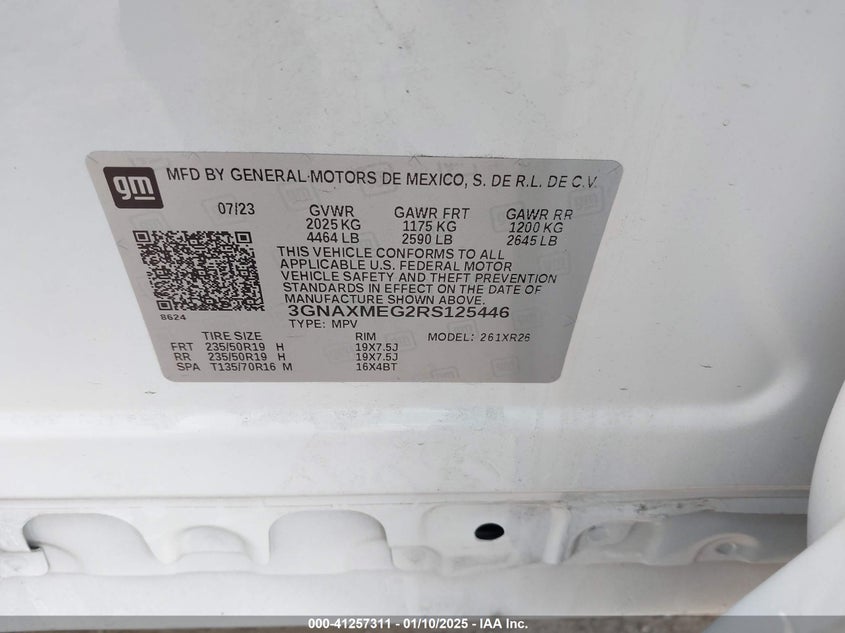 gm MFD BY GENERAL MOTORS DE MEXICO, S. DE R.L. DE C.V.
07/23 GVWR GAWR FRT GAWR RR
2025 KG 1175 KG 1200 KG
4464 LB 2590 LB 2645 LB
THIS VEHICLE CONFORMS TO ALL
APPLICABLE U.S. FEDERAL MOTOR
VEHICLE SAFETY AND THEFT PREVENTION
STANDARDS IN EFFECT ON THE DATE OF
MANUFACTURE SHOWN ABOVE.
8624 3GNAXMEG2RS125446
TYPE: MPV
TIRE SIZE RIM MODEL: 261XR26
FRT 235/50R19 H 19X7.5J
RR 235/50R19 H 19X7.5J
SPA T135/70R16 M 16X4BT
000-41257311 - 01/10/2025 - IAA Inc.